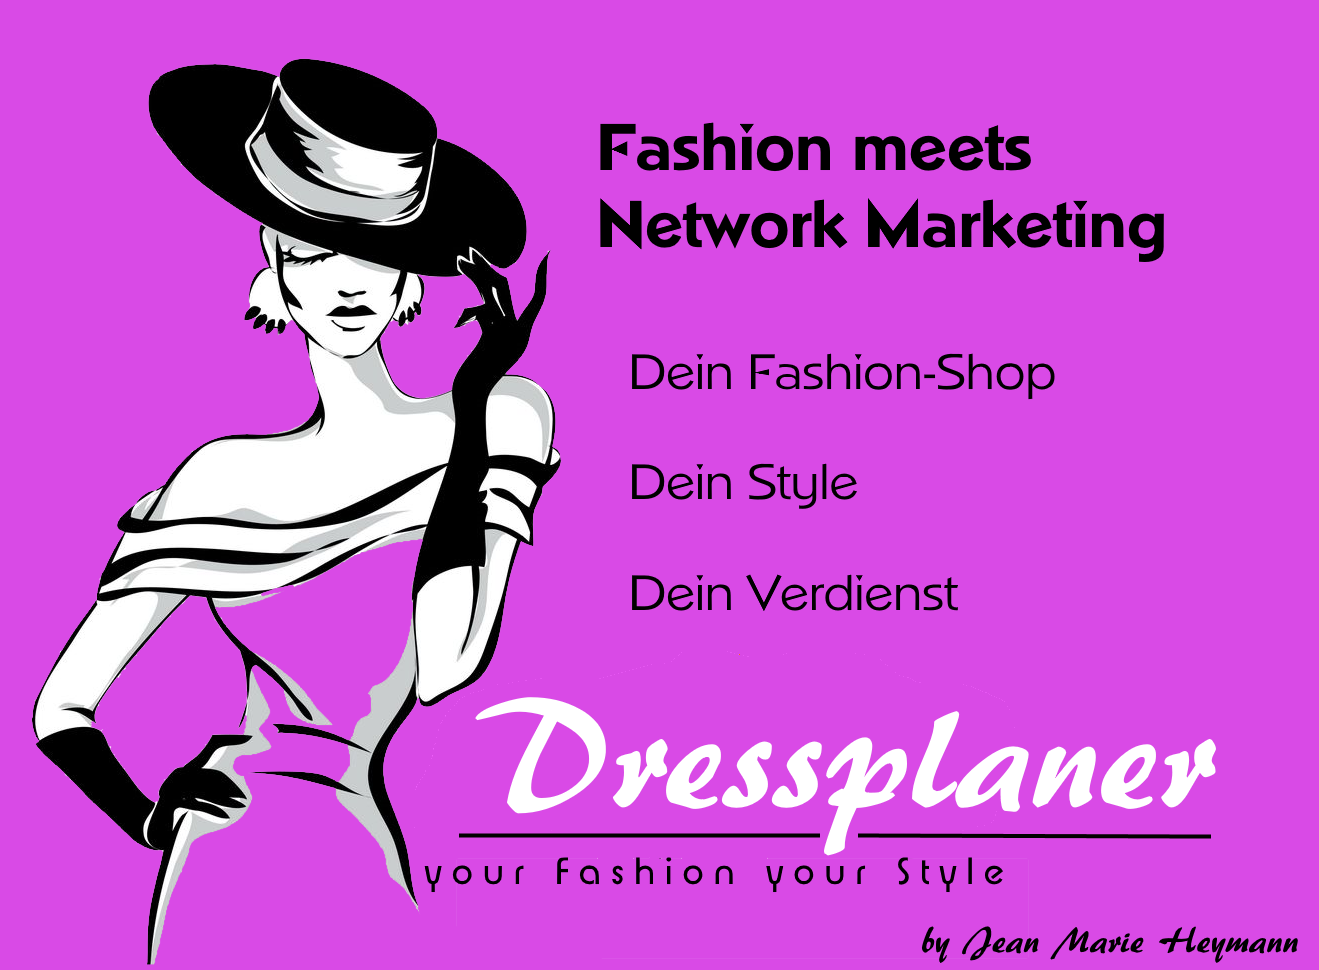 Fashion meets
Network Marketing
Dein Fashion-Shop
Dein Style
Dein Verdienst
Dressplaner
your Fashion your Style
by Jean Marie Heymann